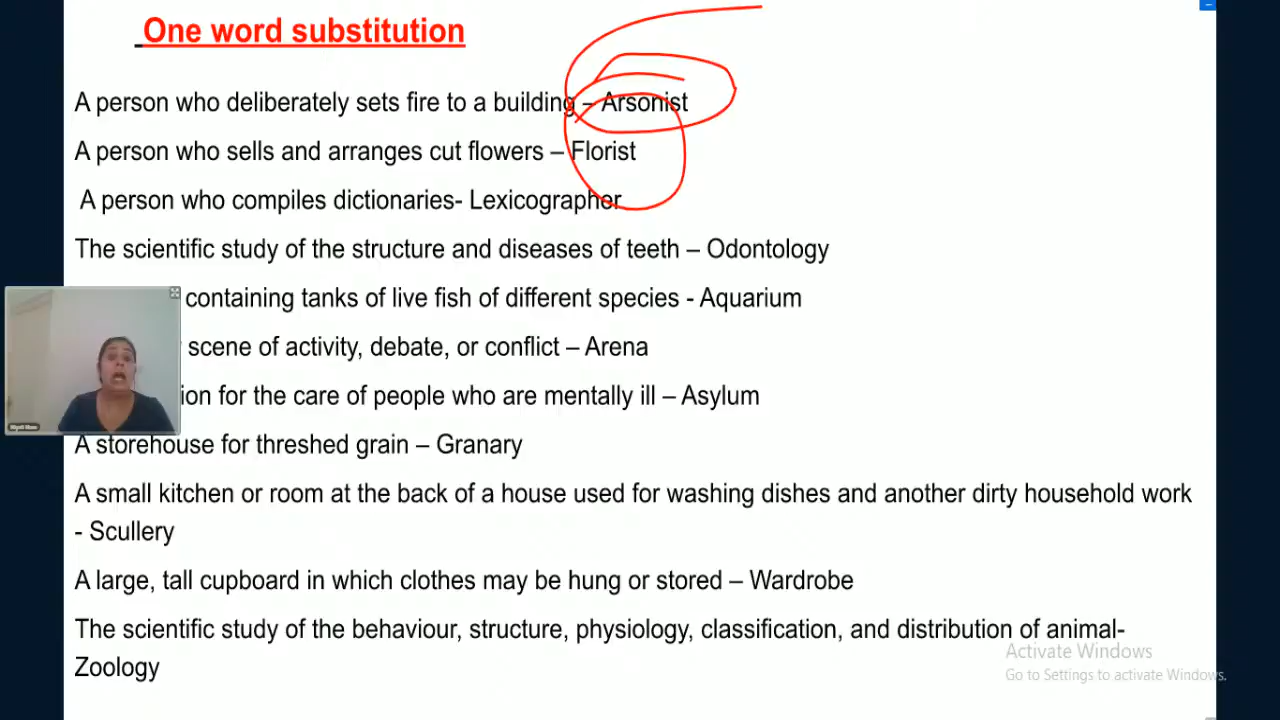 One word substitution
A person who deliberately sets fire to a building – Arsonist
A person who sells and arranges cut flowers – Florist
A person who compiles dictionaries- Lexicographer
The scientific study of the structure and diseases of teeth – Odontology
containing tanks of live fish of different species - Aquarium
scene of activity, debate, or conflict – Arena
ion for the care of people who are mentally ill – Asylum
A storehouse for threshed grain – Granary
A small kitchen or room at the back of a house used for washing dishes and another dirty household work
- Scullery
A large, tall cupboard in which clothes may be hung or stored – Wardrobe
The scientific study of the behaviour, structure, physiology, classification, and distribution of animal-
Zoology
Activate Windows
Go to Settings to activate Windows.